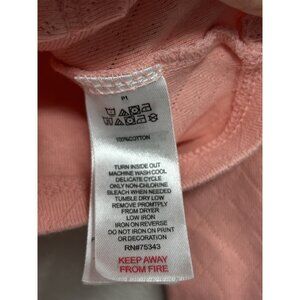 100%COTTON
TURN INSIDE OUT
MACHINE WASH COOL
DELICATE CYCLE
ONLY NON-CHLORINE
BLEACH WHEN NEEDED
TUMBLE DRY LOW
REMOVE PROMPTLY
FROM DRYER
LOW IRON
IRON ON REVERSE
DO NOT IRON ON PRINT
OR DECORATION
RN#75343
KEEP AWAY
FROM FIRE